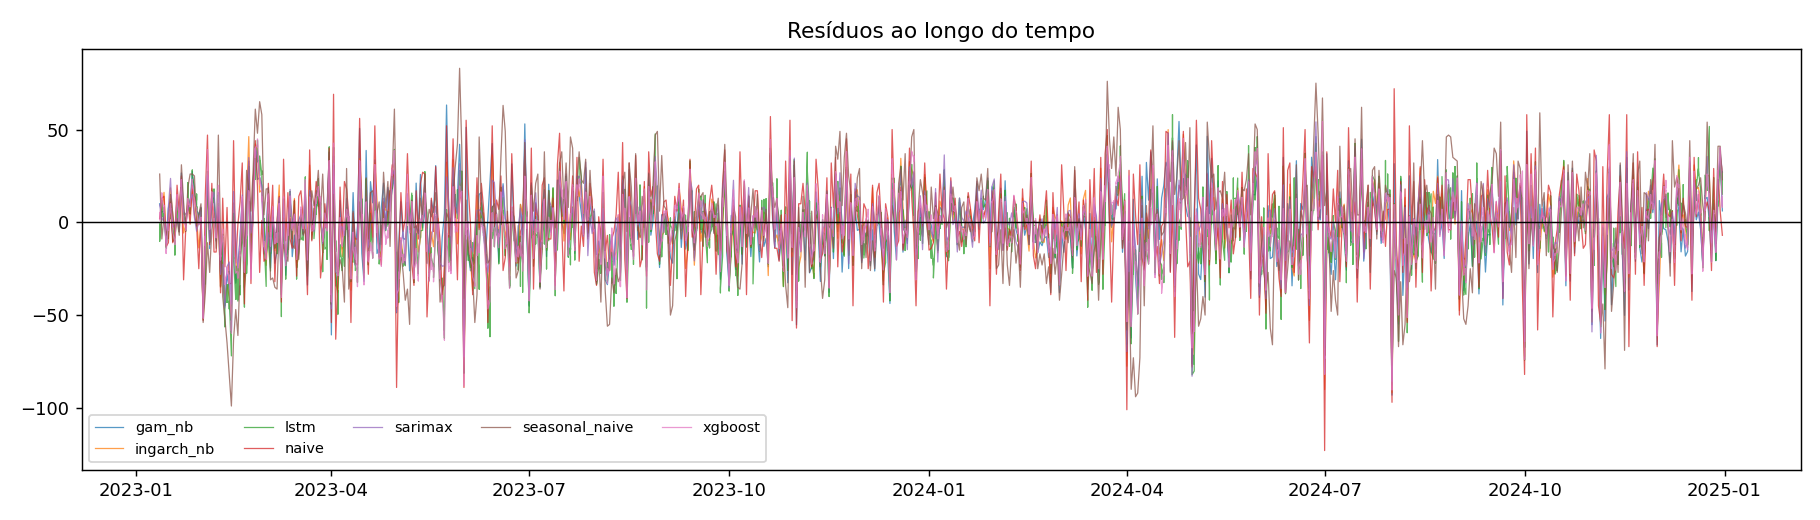 Resíduos ao longo do tempo
50
0
−50
−100
gam_nb lstm sarimax seasonal_naive xgboost
ingarch_nb naive
2023-01 2023-04 2023-07 2023-10 2024-01 2024-04 2024-07 2024-10 2025-01